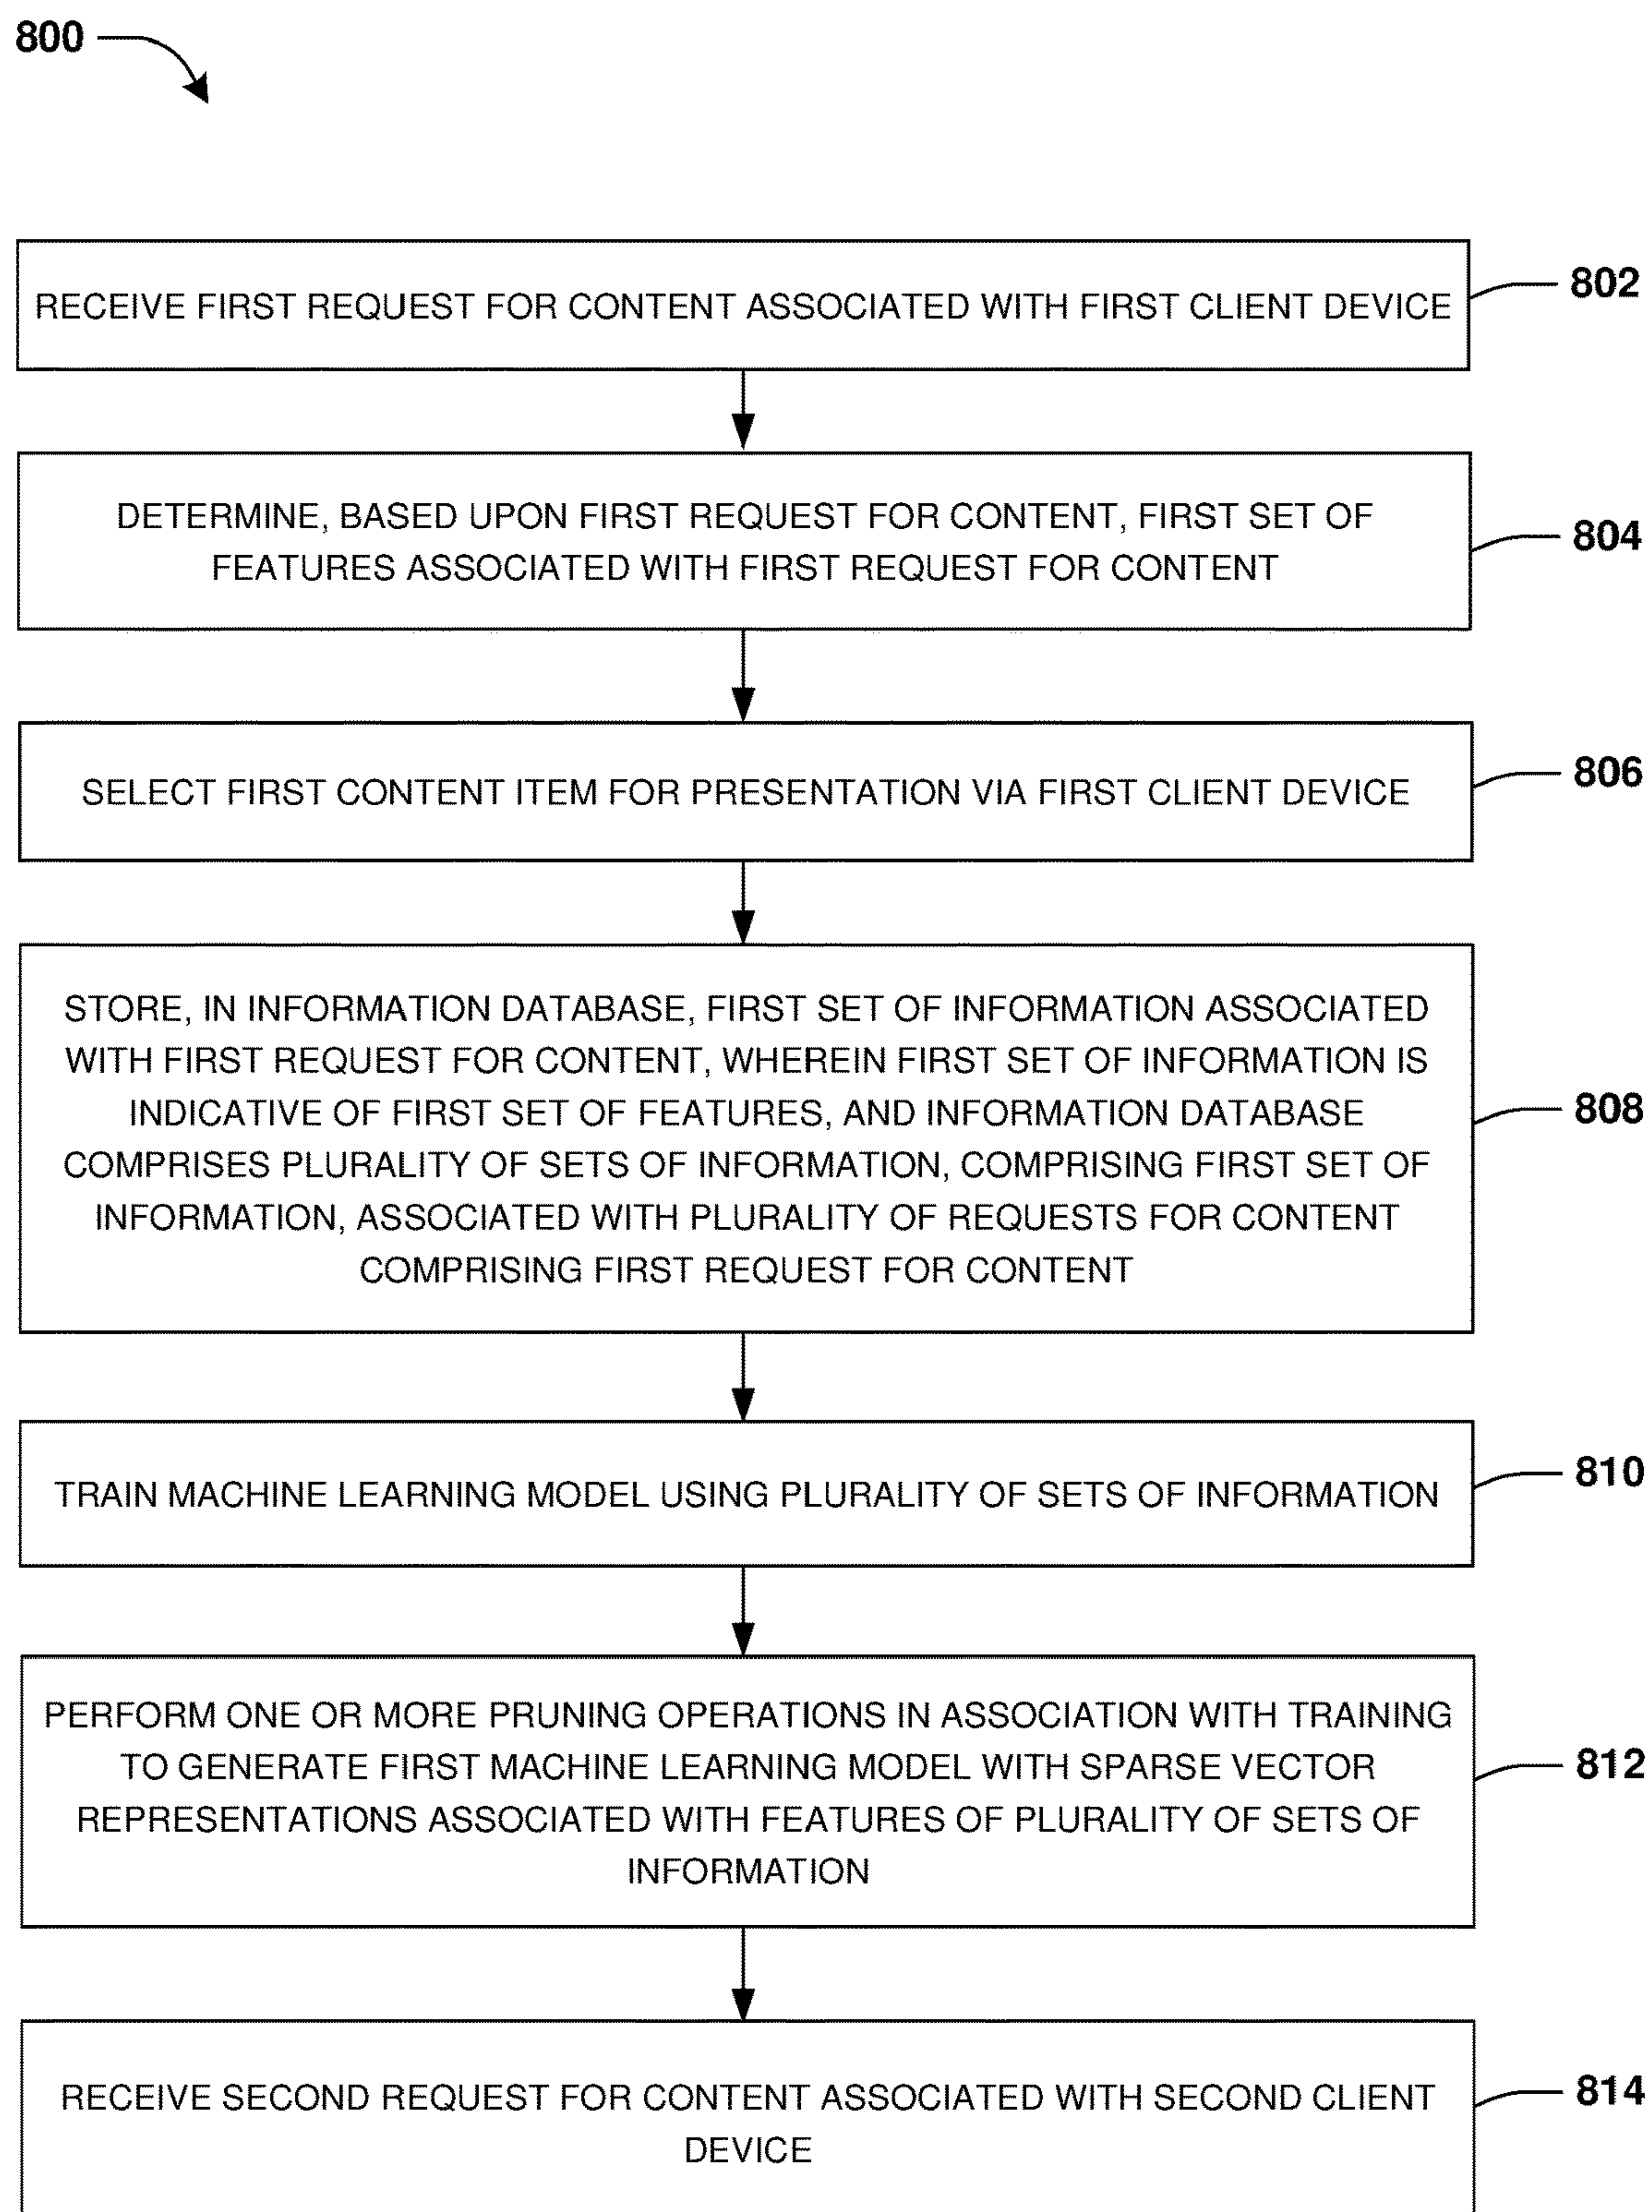 800
RECEIVE FIRST REQUEST FOR CONTENT ASSOCIATED WITH FIRST CLIENT DEVICE
802
DETERMINE, BASED UPON FIRST REQUEST FOR CONTENT, FIRST SET OF
FEATURES ASSOCIATED WITH FIRST REQUEST FOR CONTENT
804
SELECT FIRST CONTENT ITEM FOR PRESENTATION VIA FIRST CLIENT DEVICE
806
STORE, IN INFORMATION DATABASE, FIRST SET OF INFORMATION ASSOCIATED
WITH FIRST REQUEST FOR CONTENT, WHEREIN FIRST SET OF INFORMATION IS
INDICATIVE OF FIRST SET OF FEATURES, AND INFORMATION DATABASE
COMPRISES PLURALITY OF SETS OF INFORMATION, COMPRISING FIRST SET OF
INFORMATION, ASSOCIATED WITH PLURALITY OF REQUESTS FOR CONTENT
COMPRISING FIRST REQUEST FOR CONTENT
808
TRAIN MACHINE LEARNING MODEL USING PLURALITY OF SETS OF INFORMATION
810
PERFORM ONE OR MORE PRUNING OPERATIONS IN ASSOCIATION WITH TRAINING
TO GENERATE FIRST MACHINE LEARNING MODEL WITH SPARSE VECTOR
REPRESENTATIONS ASSOCIATED WITH FEATURES OF PLURALITY OF SETS OF
INFORMATION
812
RECEIVE SECOND REQUEST FOR CONTENT ASSOCIATED WITH SECOND CLIENT
DEVICE
814